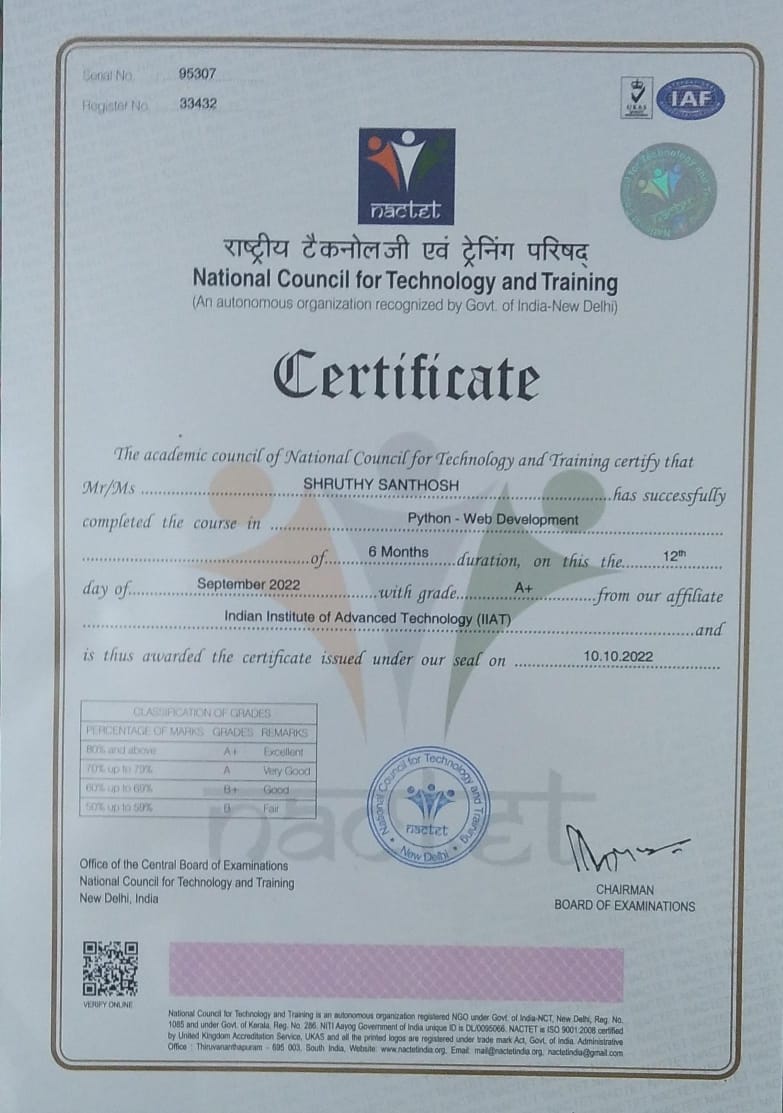 Serial No. 95307
Register No. 33432
UKAS
IAF
nactet
राष्ट्रीय टैकनोलजी एवं ट्रेनिंग परिषद्
National Council for Technology and Training
(An autonomous organization recognized by Govt. of India-New Delhi)
Certificate
The academic council of National Council for Technology and Training certify that
Mr/Ms SHRUTHY SANTHOSH has successfully
completed the course in Python - Web Development
of 6 Months duration, on this the 12th
day of September 2022 with grade A+ from our affiliate
Indian Institute of Advanced Technology (IIAT) and
is thus awarded the certificate issued under our seal on 10.10.2022
CLASSIFICATION OF GRADES
PERCENTAGE OF MARKS GRADES REMARKS
80% and above A+ Excellent
70% up to 79% A Very Good
60% up to 69% B+ Good
50% up to 59% B Fair
National Council for Technology and Training
nactet
New Delhi
nactet
Office of the Central Board of Examinations
National Council for Technology and Training
New Delhi, India
CHAIRMAN
BOARD OF EXAMINATIONS
VERIFY ONLINE
National Council for Technology and Training is an autonomous organization registered NGO under Govt. of India-NCT, New Delhi, Reg. No.
1085 and under Govt. of Kerala, Reg. No. 286. NITI Aayog Government of India unique ID is DL/0095066. NACTET is ISO 9001:2008 certified
by United Kingdom Accreditation Service, UKAS and all the printed logos are registered under trade mark Act, Govt. of India. Administrative
Office : Thiruvananthapuram - 695 003, South India, Website: www.nactetindia.org, Email: mail@nactetindia.org, nactetindia@gmail.com